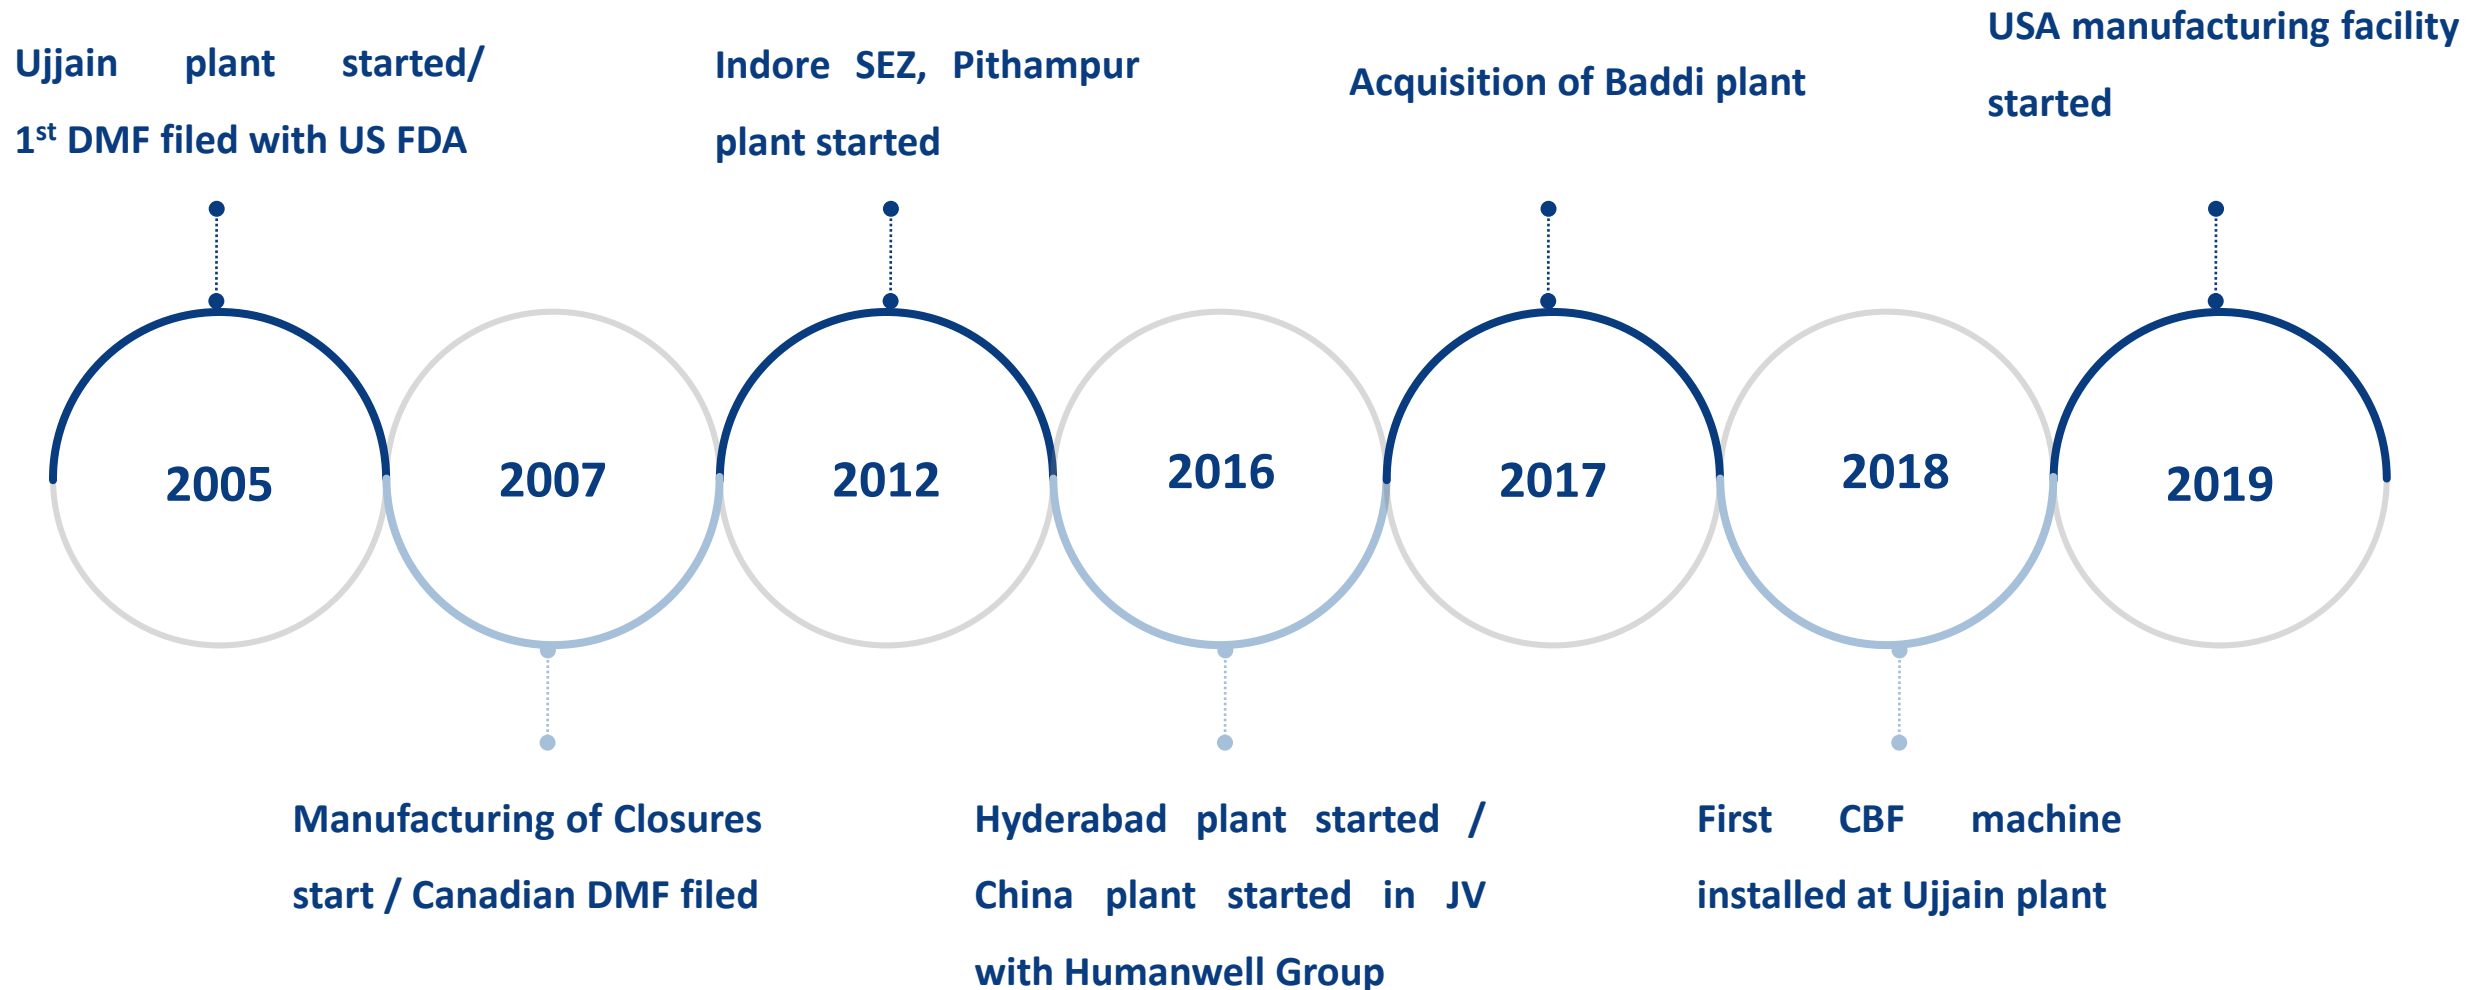 Ujjain plant started/
1st DMF filed with US FDA
Indore SEZ, Pithampur
plant started
Acquisition of Baddi plant
USA manufacturing facility
started
2005
2007
2012
2016
2017
2018
2019
Manufacturing of Closures
start / Canadian DMF filed
Hyderabad plant started /
China plant started in JV
with Humanwell Group
First CBF machine
installed at Ujjain plant